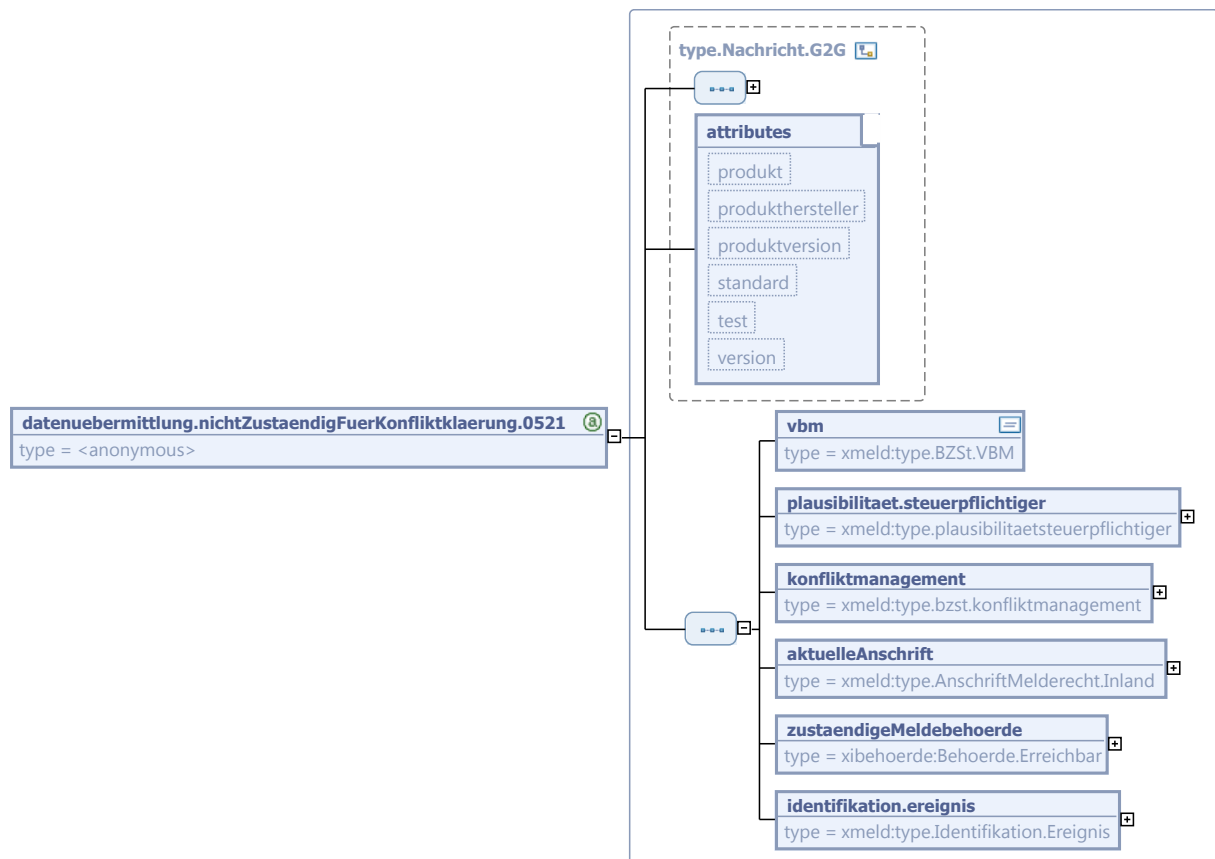 type.Nachricht.G2G
attributes
produkt
produkthersteller
produktversion
standard
test
version
datenuebermittlung.nichtZustaendigFuerKonfliktklaerung.0521
type = <anonymous>
vbm
type = xmeld:type.BZSt.VBM
plausibilitaet.steuerpflichtiger
type = xmeld:type.plausibilitaetsteuerpflichtiger
konfliktmanagement
type = xmeld:type.bzst.konfliktmanagement
aktuelleAnschrift
type = xmeld:type.AnschriftMelderecht.Inland
zustaendigeMeldebehoerde
type = xibehoerde:Behoerde.Erreichbar
identifikation.ereignis
type = xmeld:type.Identifikation.Ereignis